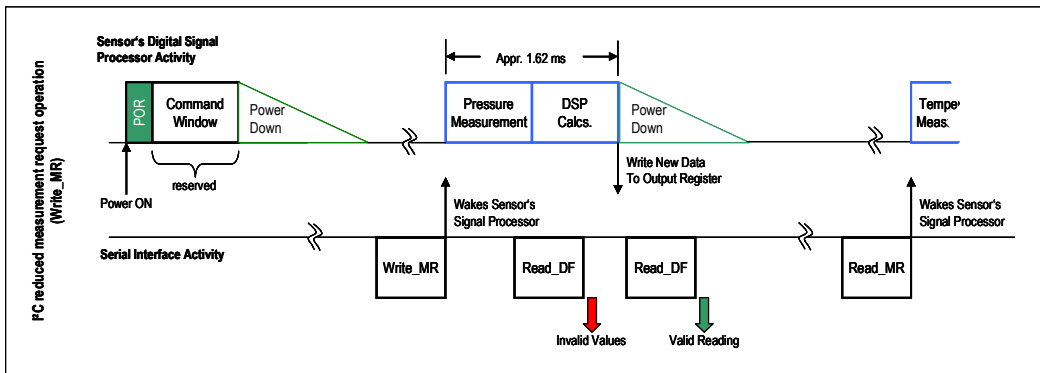 Sensor's Digital Signal
Processor Activity
Appr. 1.62 ms
POR
Command
Window
Power
Down
Pressure
Measurement
DSP
Calcs.
Power
Down
Tempe
Meas.
reserved
Power ON
Write New Data
To Output Register
Wakes Sensor's
Signal Processor
Wakes Sensor's
Signal Processor
Serial Interface Activity
Write_MR
Read_DF
Read_DF
Read_MR
Invalid Values
Valid Reading
I²C reduced measurement request operation
(Write_MR)